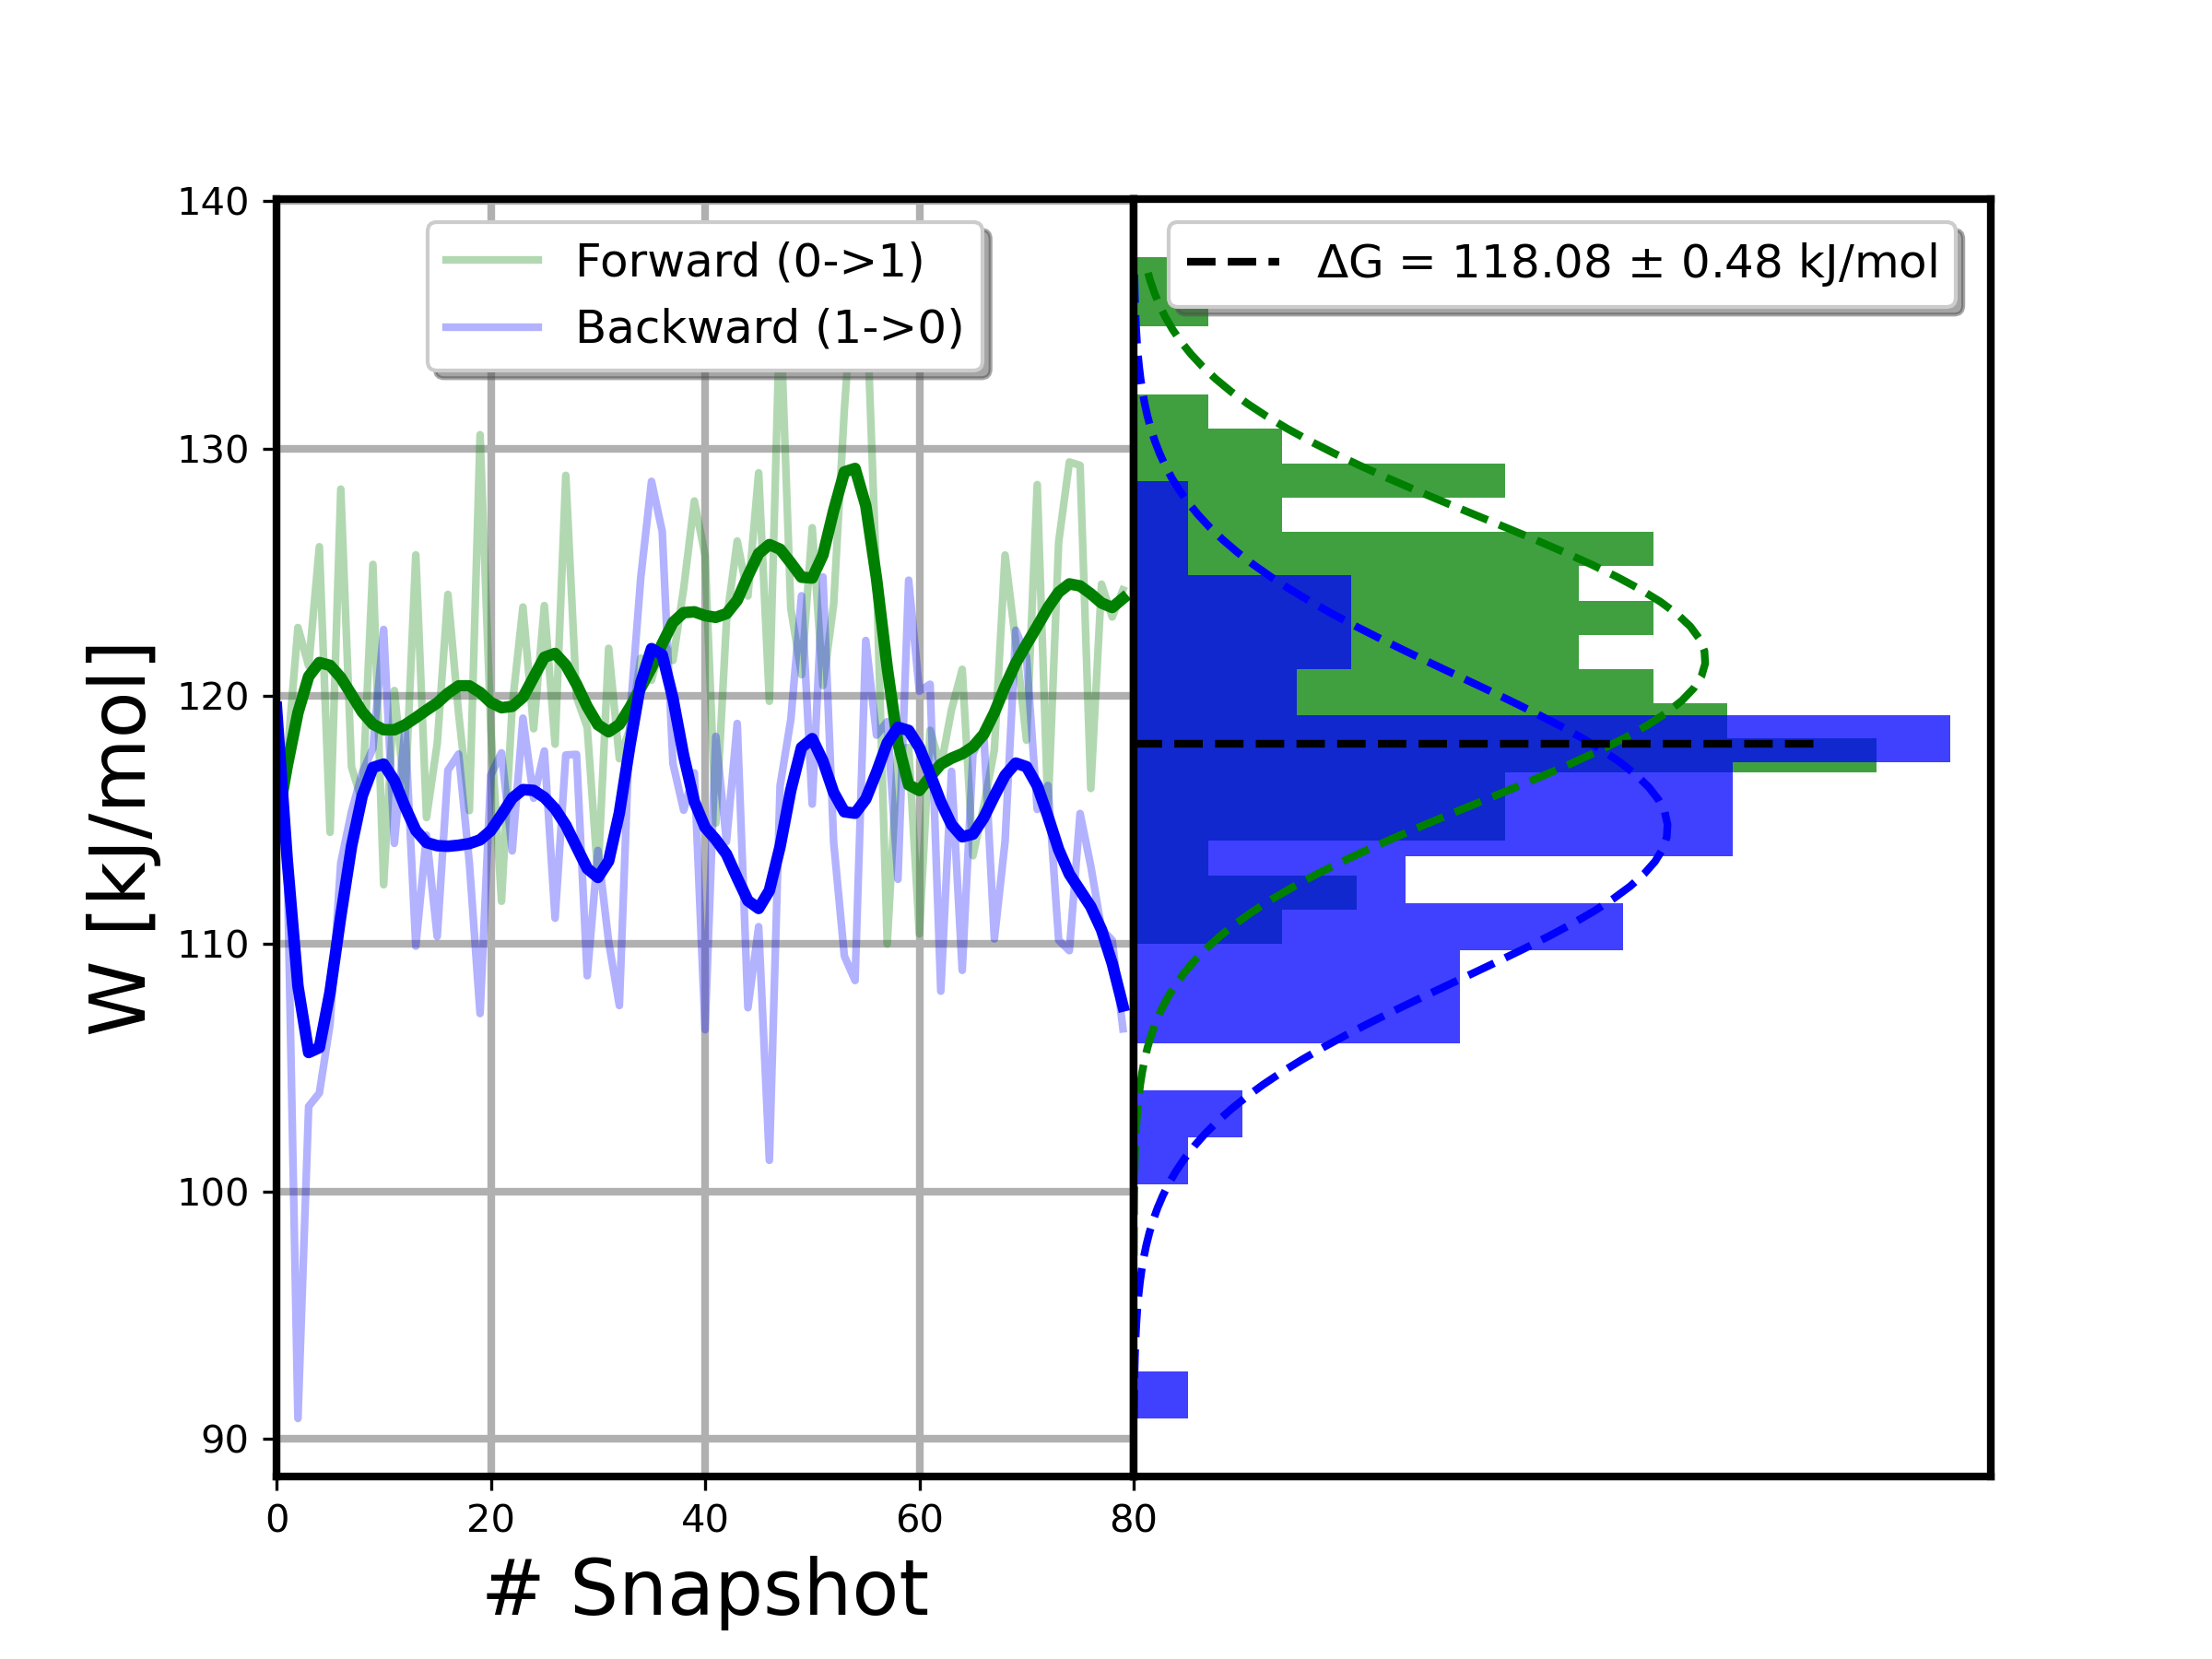 140
130
120
110
100
90
W [kJ/mol]
Forward (0->1)
Backward (1->0)
ΔG = 118.08 ± 0.48 kJ/mol
0 20 40 60 80
# Snapshot